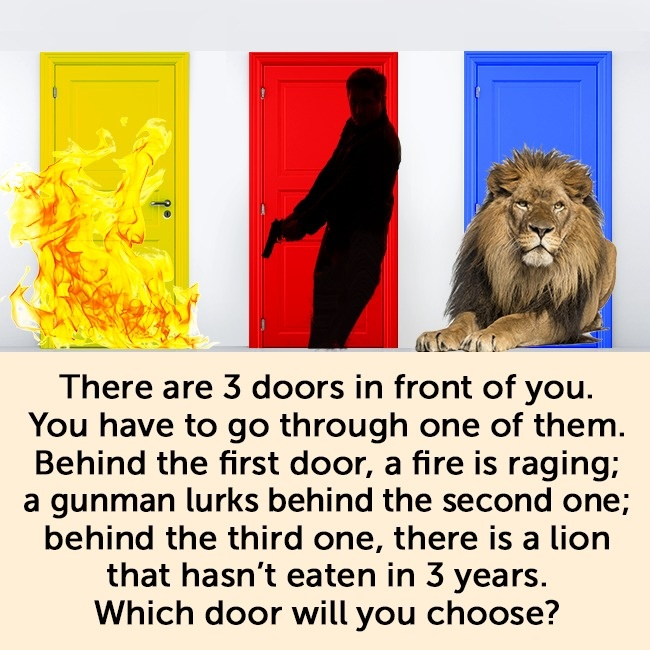 There are 3 doors in front of you.
You have to go through one of them.
Behind the first door, a fire is raging;
a gunman lurks behind the second one;
behind the third one, there is a lion
that hasn’t eaten in 3 years.
Which door will you choose?